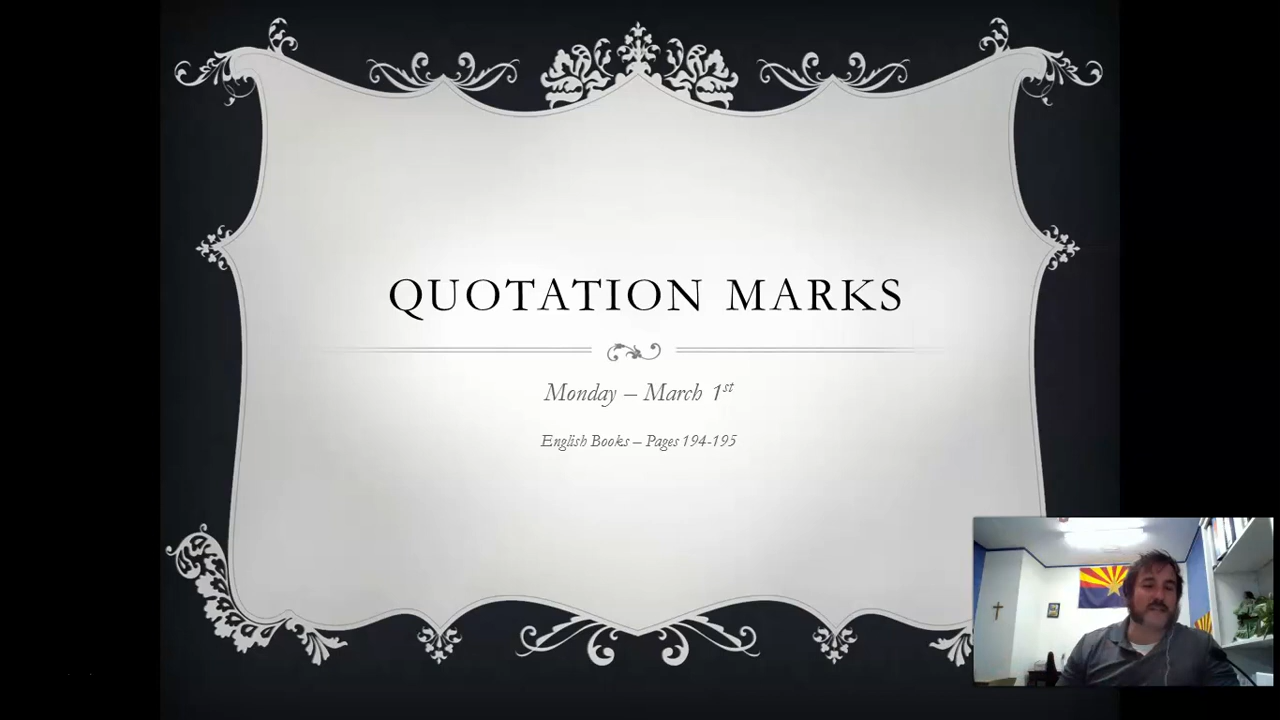 QUOTATION MARKS
Monday – March 1st
English Books – Pages 194-195